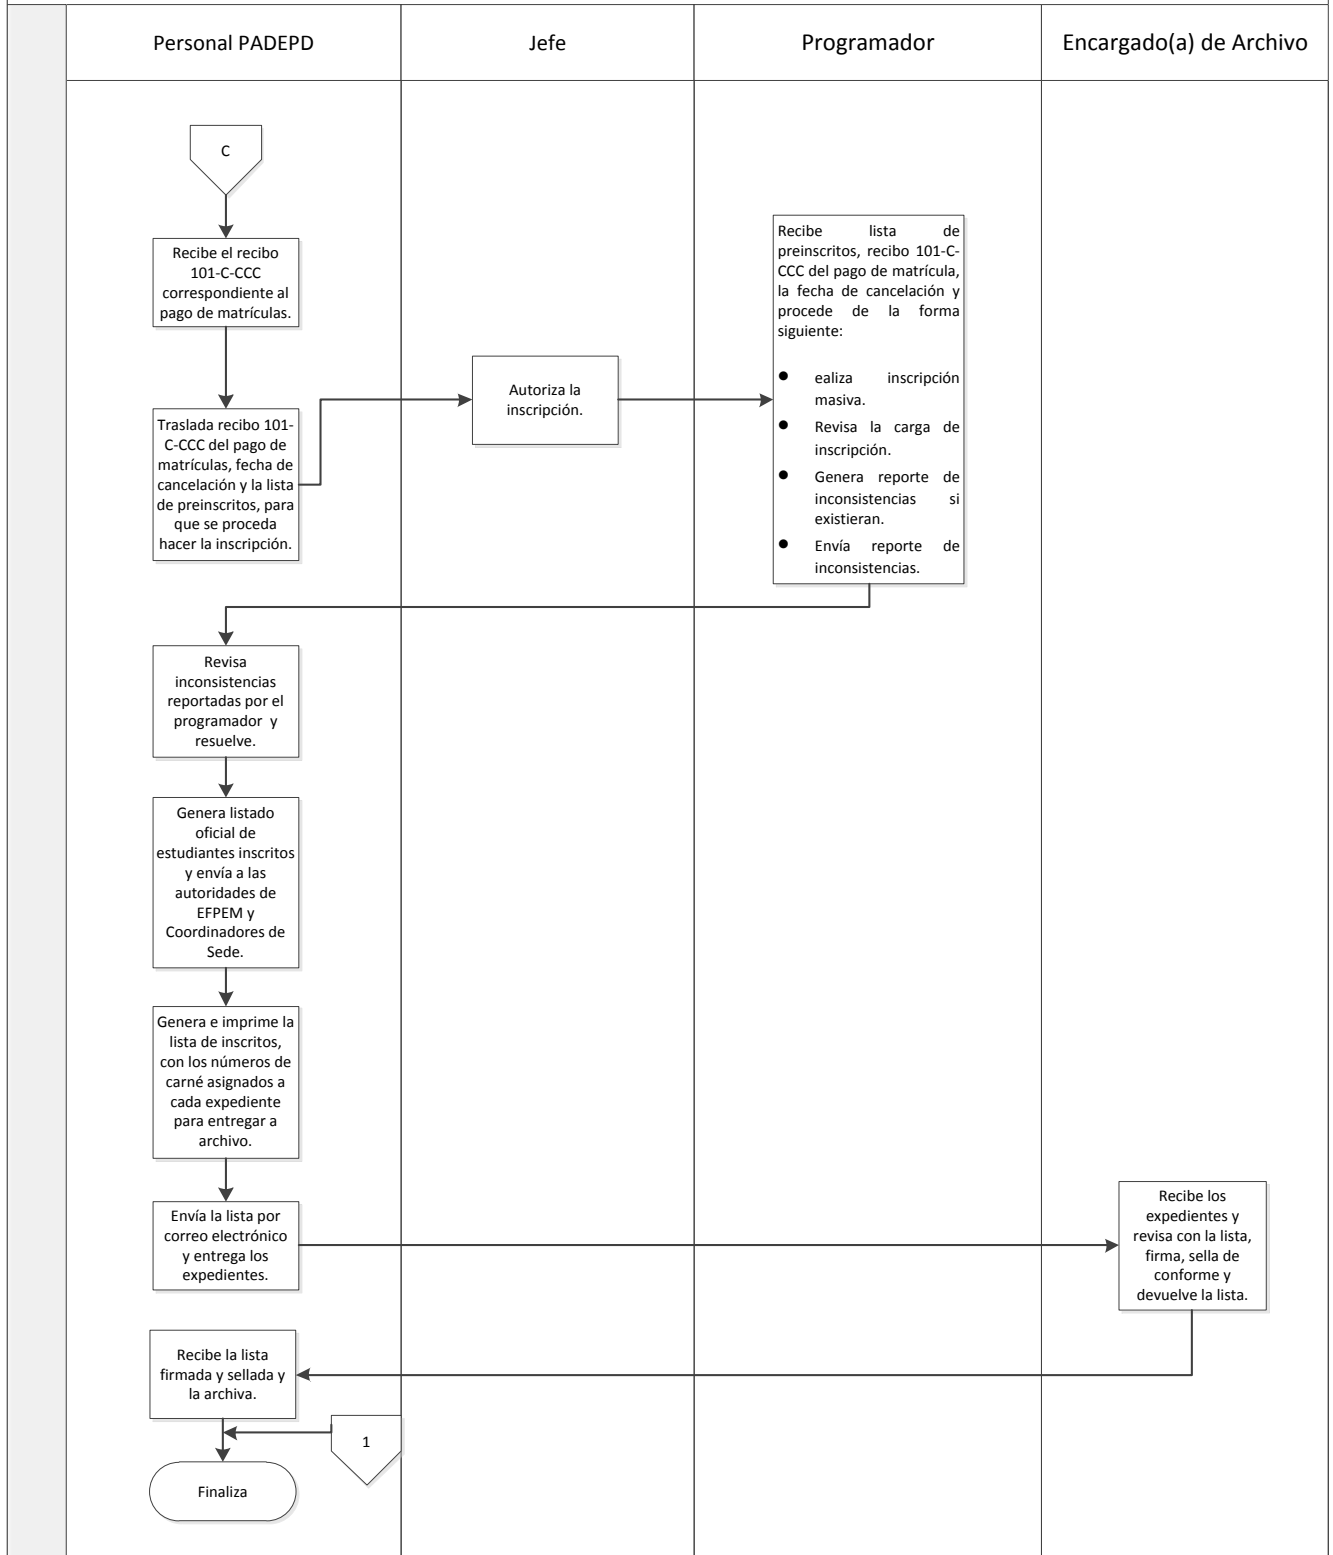 Personal PADEPD
Jefe
Programador
Encargado(a) de Archivo
C
Recibe el recibo
101-C-CCC
correspondiente al
pago de matrículas.
Traslada recibo 101-
C-CCC del pago de
matrículas, fecha de
cancelación y la lista
de preinscritos, para
que se proceda
hacer la inscripción.
Autoriza la
inscripción.
Recibe lista de
preinscritos, recibo 101-C-
CCC del pago de matrícula,
la fecha de cancelación y
procede de la forma
siguiente:
● ealiza inscripción
masiva.
● Revisa la carga de
inscripción.
● Genera reporte de
inconsistencias si
existieran.
● Envía reporte de
inconsistencias.
Revisa
inconsistencias
reportadas por el
programador y
resuelve.
Genera listado
oficial de
estudiantes inscritos
y envía a las
autoridades de
EFPEM y
Coordinadores de
Sede.
Genera e imprime la
lista de inscritos,
con los números de
carné asignados a
cada expediente
para entregar a
archivo.
Envía la lista por
correo electrónico
y entrega los
expedientes.
Recibe los
expedientes y
revisa con la lista,
firma, sella de
conforme y
devuelve la lista.
Recibe la lista
firmada y sellada y
la archiva.
1
Finaliza